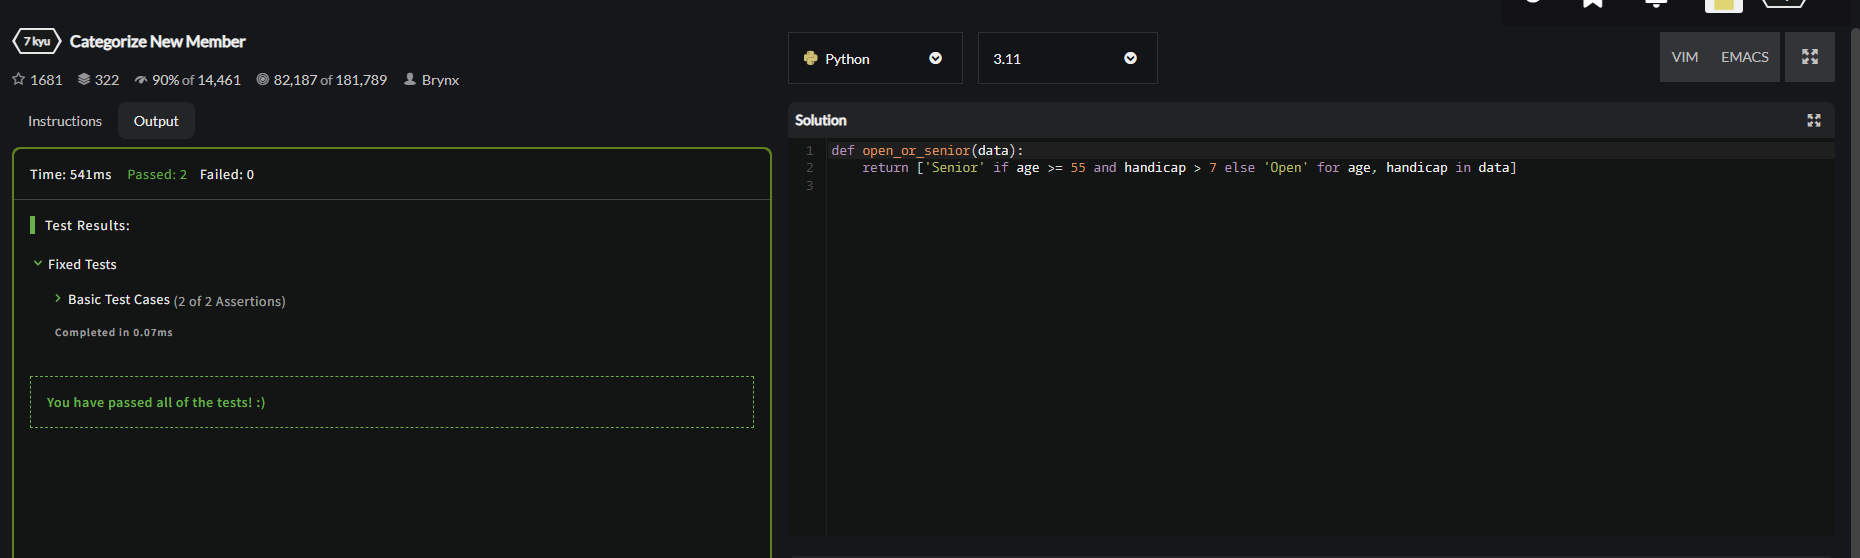 7 kyu Categorize New Member
1681 322 90% of 14,461 82,187 of 181,789 Brynx
Instructions Output
Time: 541ms Passed: 2 Failed: 0
Test Results:
Fixed Tests
Basic Test Cases (2 of 2 Assertions)
Completed in 0.07ms
You have passed all of the tests! :)
Python 3.11 VIM EMACS
Solution
1 def open_or_senior(data):
2     return ['Senior' if age >= 55 and handicap > 7 else 'Open' for age, handicap in data]
3